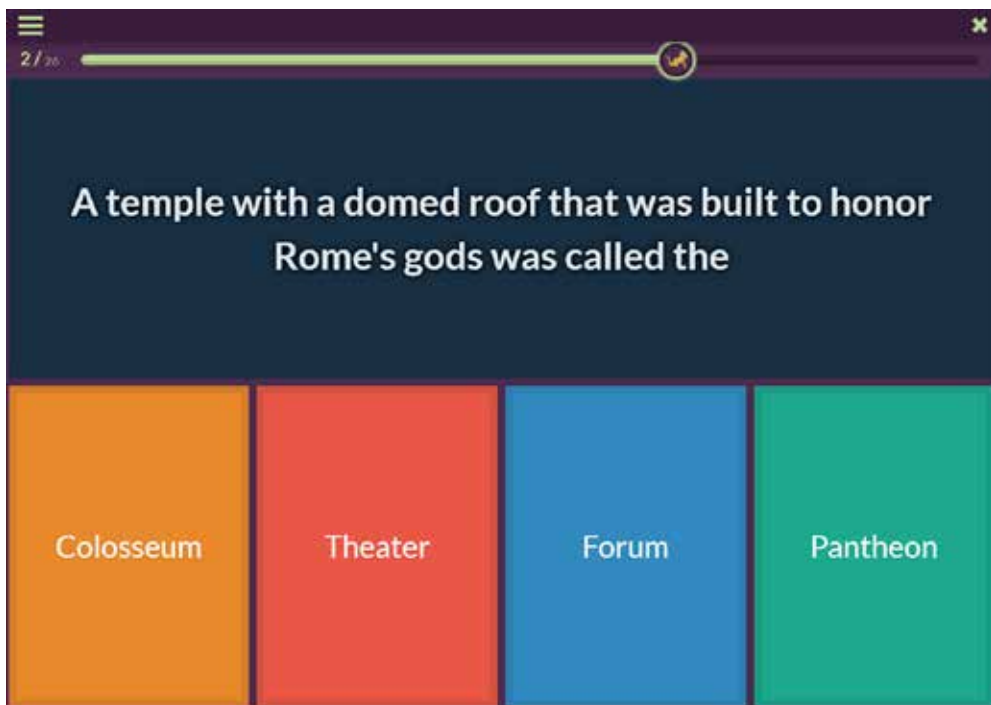 2/26
A temple with a domed roof that was built to honor
Rome's gods was called the
Colosseum
Theater
Forum
Pantheon